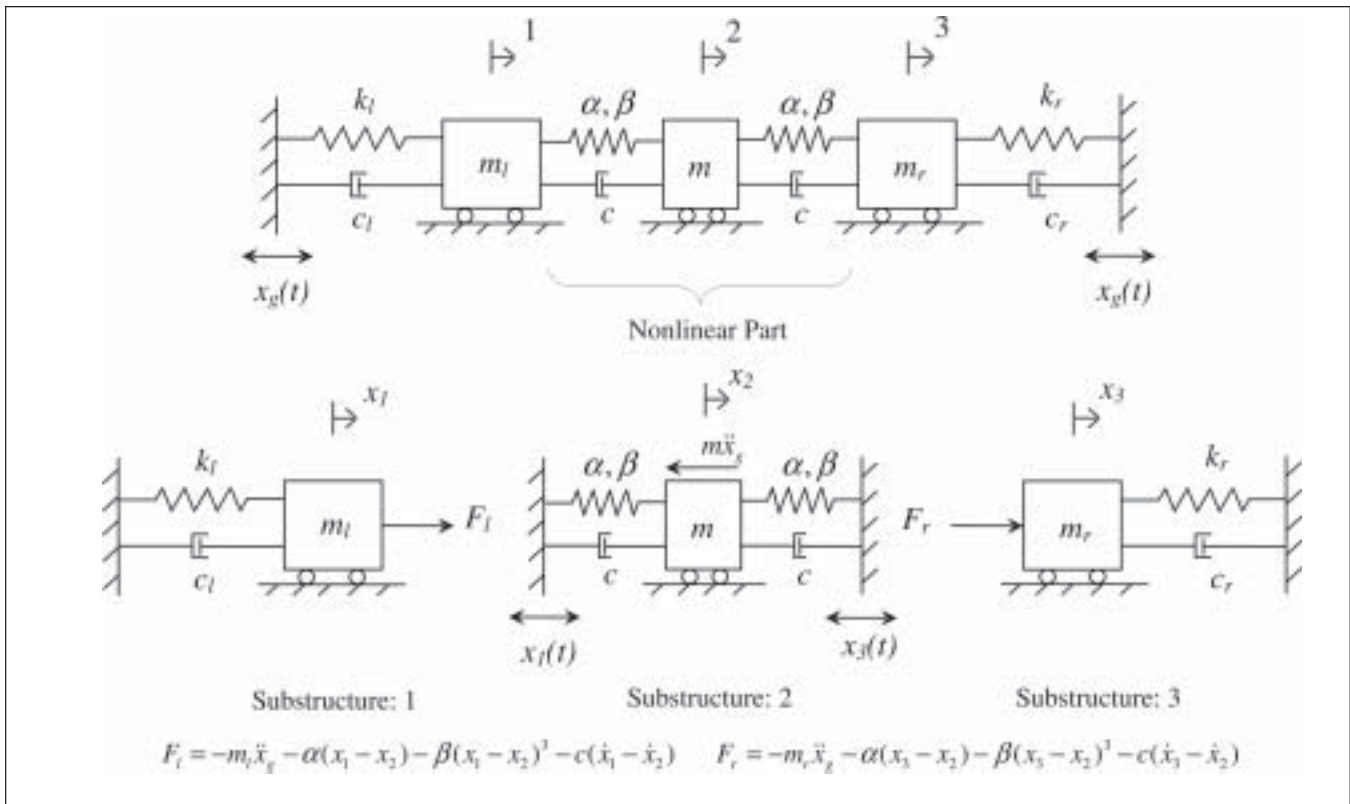 1 2 3
k_l α, β α, β k_r
m_l m m_r
c_l c c c_r
x_g(t) x_g(t)
Nonlinear Part
x_1 x_2 x_3
mẍ_g
k_l α, β α, β k_r
m_l F_l m F_r m_r
c_l c c c_r
x_1(t) x_3(t)
Substructure: 1 Substructure: 2 Substructure: 3
F_l = −m_lẍ_g − α(x_1 − x_2) − β(x_1 − x_2)^3 − c(ẋ_1 − ẋ_2) F_r = −m_rẍ_g − α(x_3 − x_2) − β(x_3 − x_2)^3 − c(ẋ_3 − ẋ_2)